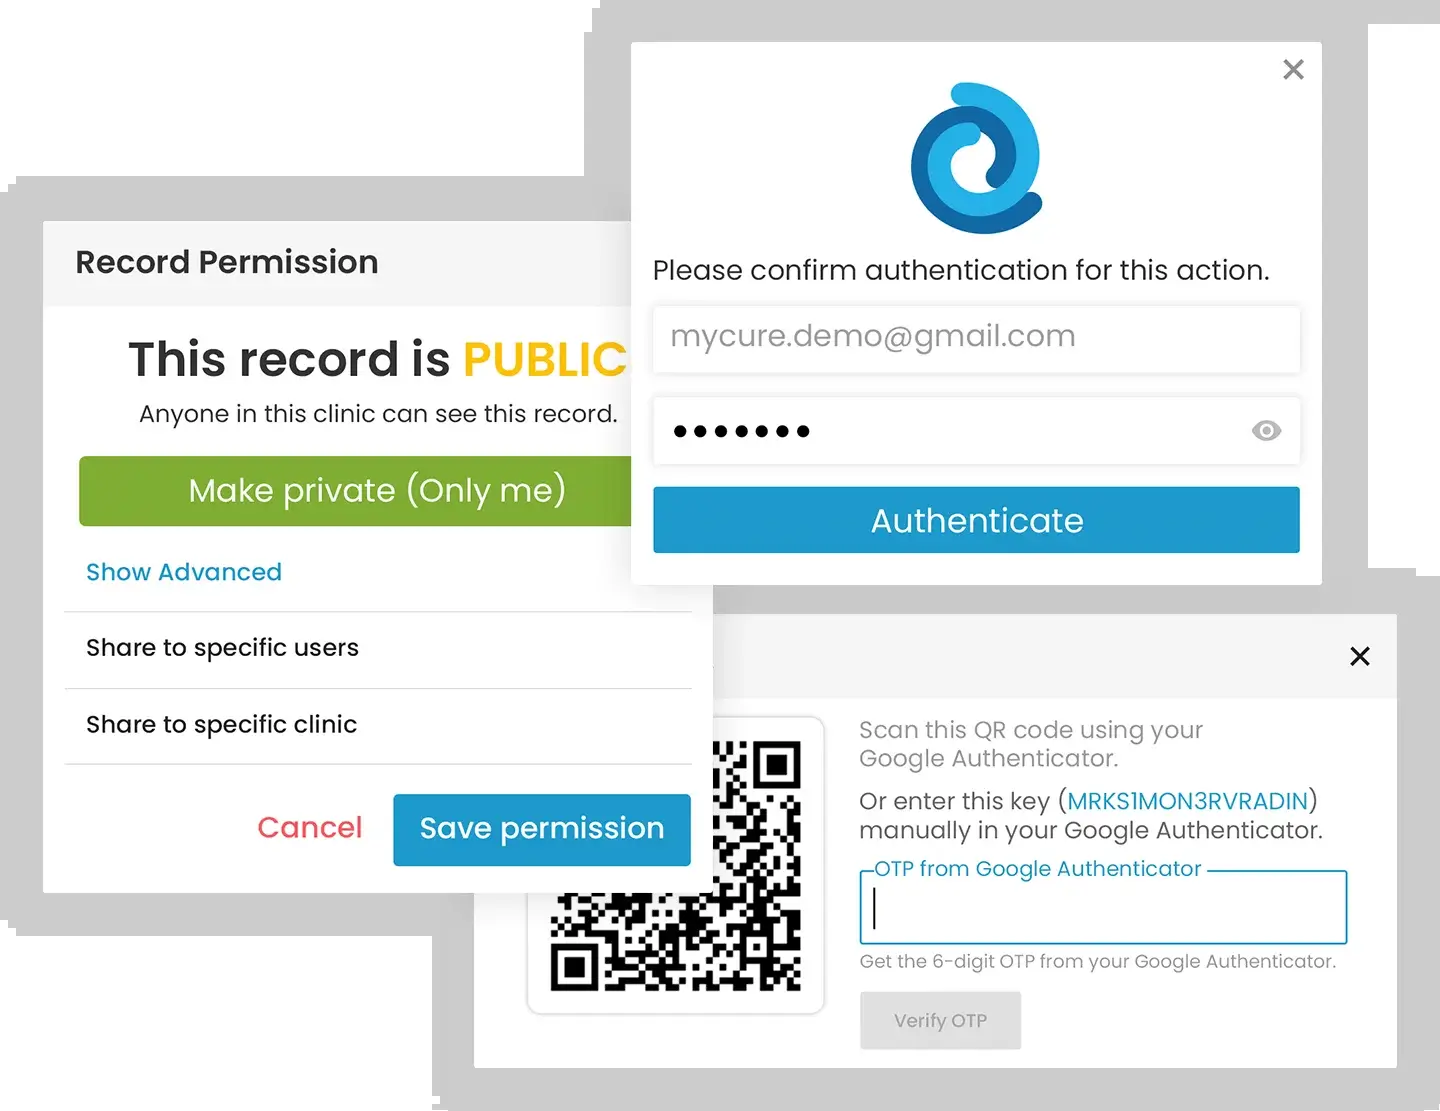 Record Permission
This record is PUBLIC
Anyone in this clinic can see this record.
Make private (Only me)
Show Advanced
Share to specific users
Share to specific clinic
Cancel
Save permission
Please confirm authentication for this action.
mycure.demo@gmail.com
Authenticate
Scan this QR code using your
Google Authenticator.
Or enter this key (MRKS1MON3RVRADIN)
manually in your Google Authenticator.
OTP from Google Authenticator
Get the 6-digit OTP from your Google Authenticator.
Verify OTP